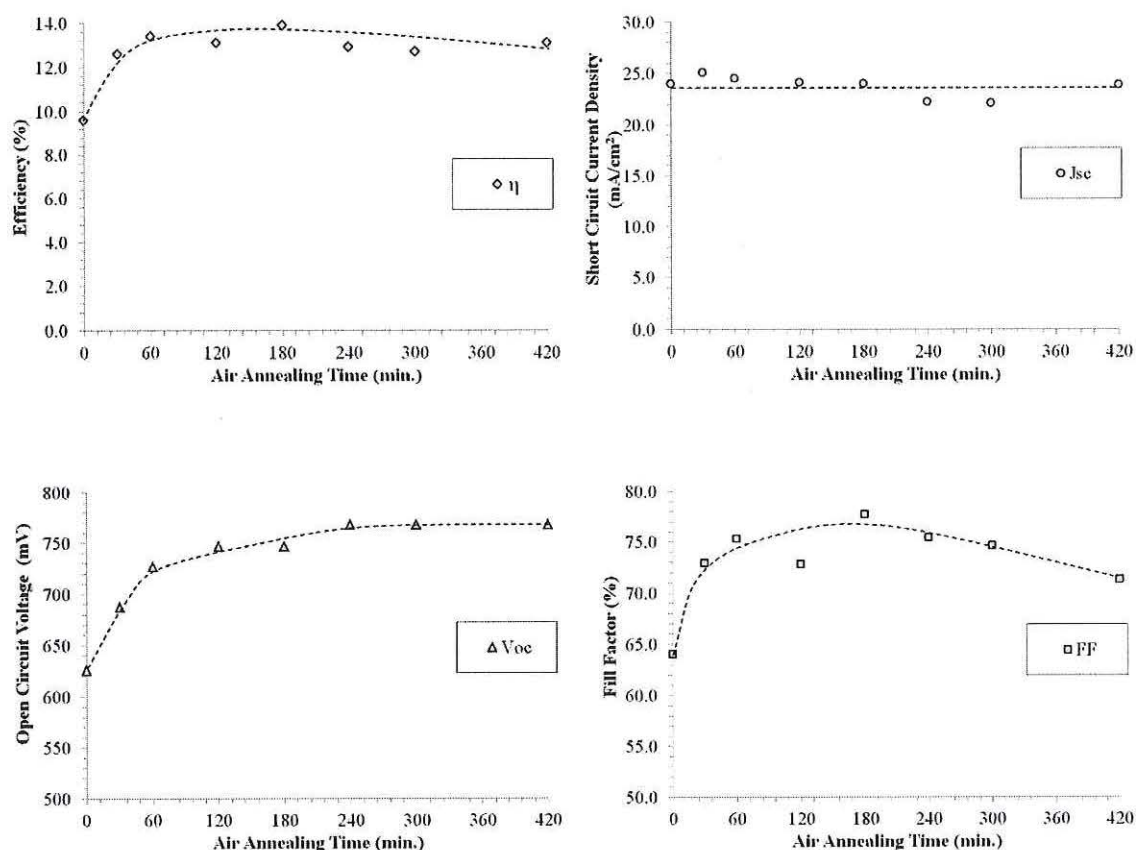 14.0
12.0
10.0
8.0
6.0
4.0
2.0
0.0
Efficiency (%)
η
0 60 120 180 240 300 360 420
Air Annealing Time (min.)
30.0
25.0
20.0
15.0
10.0
5.0
0.0
Short Ciruit Current Density
(mA/cm²)
Jsc
0 60 120 180 240 300 360 420
Air Annealing Time (min.)
800
750
700
650
600
550
500
Open Circuit Voltage (mV)
Voc
0 60 120 180 240 300 360 420
Air Annealing Time (min.)
80.0
75.0
70.0
65.0
60.0
55.0
50.0
Fill Factor (%)
FF
0 60 120 180 240 300 360 420
Air Annealing Time (min.)